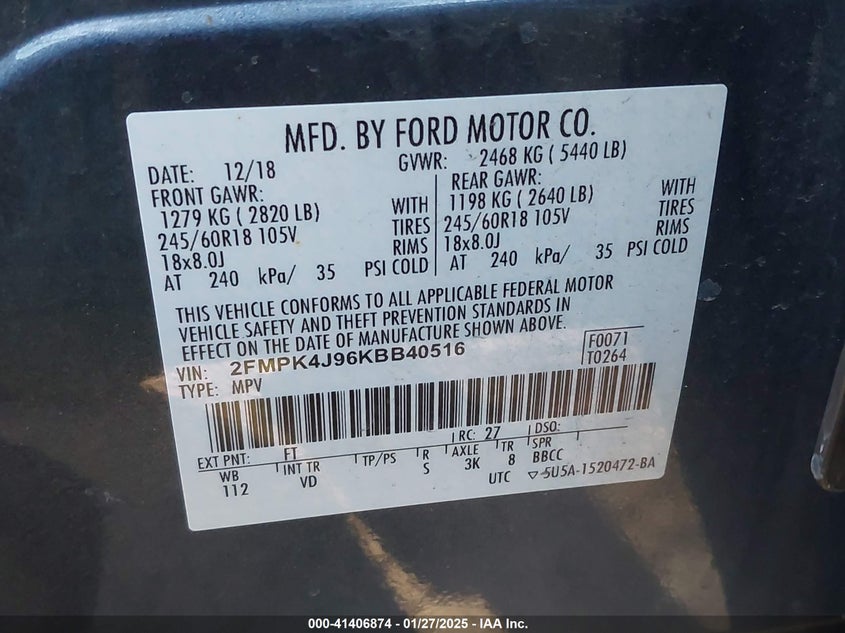 MFD. BY FORD MOTOR CO.
DATE: 12/18 GVWR: 2468 KG ( 5440 LB)
FRONT GAWR: REAR GAWR:
1279 KG ( 2820 LB) WITH 1198 KG ( 2640 LB) WITH
245/60R18 105V TIRES 245/60R18 105V TIRES
18x8.0J RIMS 18x8.0J RIMS
AT 240 kPa/ 35 PSI COLD AT 240 kPa/ 35 PSI COLD
THIS VEHICLE CONFORMS TO ALL APPLICABLE FEDERAL MOTOR
VEHICLE SAFETY AND THEFT PREVENTION STANDARDS IN
EFFECT ON THE DATE OF MANUFACTURE SHOWN ABOVE.
VIN: 2FMPK4J96KBB40516 F0071
TYPE: MPV T0264
EXT PNT: FT RC: 27 DSO:
WB INT TR TP/PS R AXLE TR SPR
112 VD S 3K 8 BBCC
UTC ▽5U5A-1520472-BA
000-41406874 | 01/27/2025 | IAA Inc.